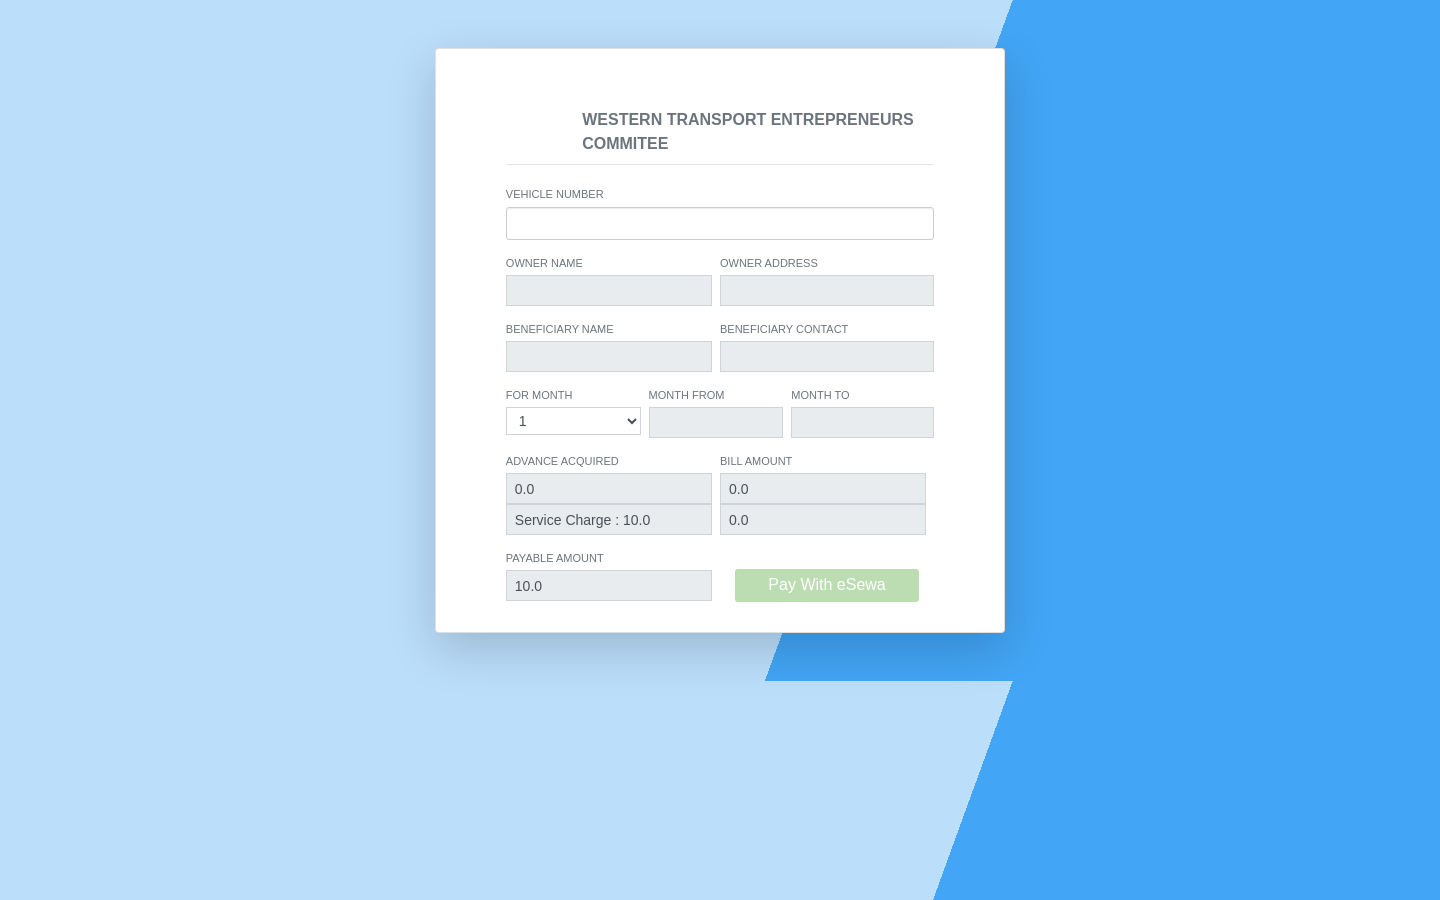 WESTERN TRANSPORT ENTREPRENEURS
COMMITEE
VEHICLE NUMBER
OWNER NAME
OWNER ADDRESS
BENEFICIARY NAME
BENEFICIARY CONTACT
FOR MONTH
MONTH FROM
MONTH TO
1
ADVANCE ACQUIRED
BILL AMOUNT
0.0
0.0
Service Charge : 10.0
0.0
PAYABLE AMOUNT
10.0
Pay With eSewa